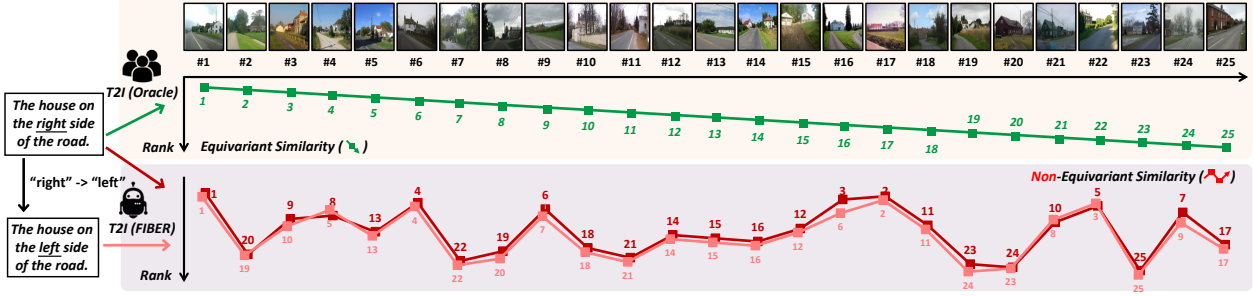 #1 #2 #3 #4 #5 #6 #7 #8 #9 #10 #11 #12 #13 #14 #15 #16 #17 #18 #19 #20 #21 #22 #23 #24 #25
T2I (Oracle)
The house on
the right side
of the road.
1 2 3 4 5 6 7 8 9 10 11 12 13 14 15 16 17 18 19 20 21 22 23 24 25
Rank
Equivariant Similarity ( )
"right" -> "left"
Non-Equivariant Similarity ( )
T2I (FIBER)
The house on
the left side
of the road.
1 20 9 8 13 4 22 19 6 18 21 14 15 16 12 3 2 11 23 24 10 5 25 7 17
1 19 10 5 13 4 22 20 7 18 21 14 15 16 12 6 2 11 24 23 8 3 25 9 17
Rank